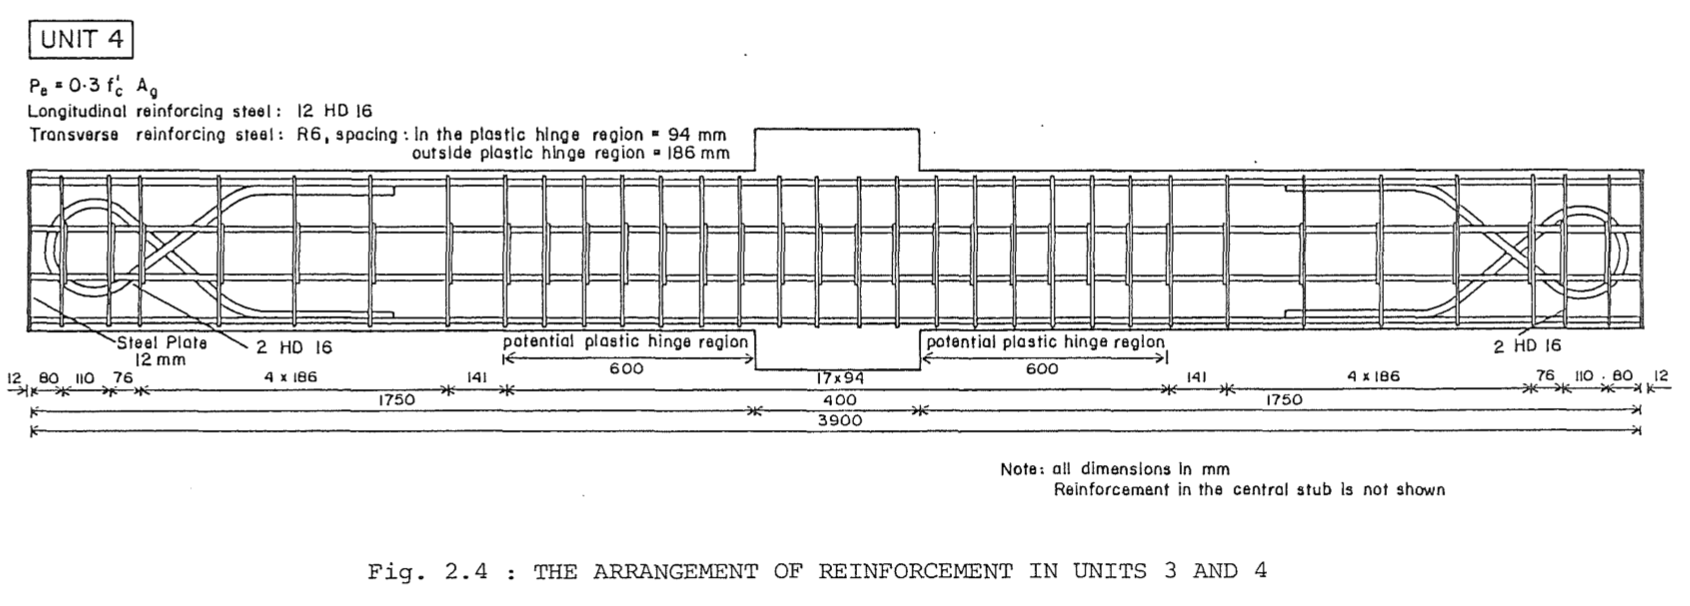 UNIT 4
Pe = 0·3 f'c Ag
Longitudinal reinforcing steel: 12 HD 16
Transverse reinforcing steel: R6, spacing: in the plastic hinge region = 94 mm
outside plastic hinge region = 186 mm
Steel Plate
12 mm
2 HD 16
potential plastic hinge region
potential plastic hinge region
2 HD 16
600
600
12 80 110 76 4 x 186 141 17x94 141 4 x 186 76 110 80 12
1750 400 1750
3900
Note: all dimensions in mm
Reinforcement in the central stub is not shown
Fig. 2.4 : THE ARRANGEMENT OF REINFORCEMENT IN UNITS 3 AND 4